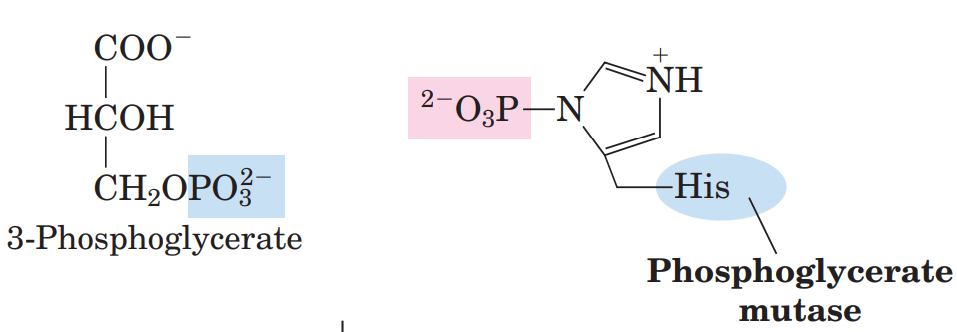 COO⁻
HCOH
CH₂OPO₃²⁻
3-Phosphoglycerate
²⁻O₃P—N
+
NH
His
Phosphoglycerate
mutase